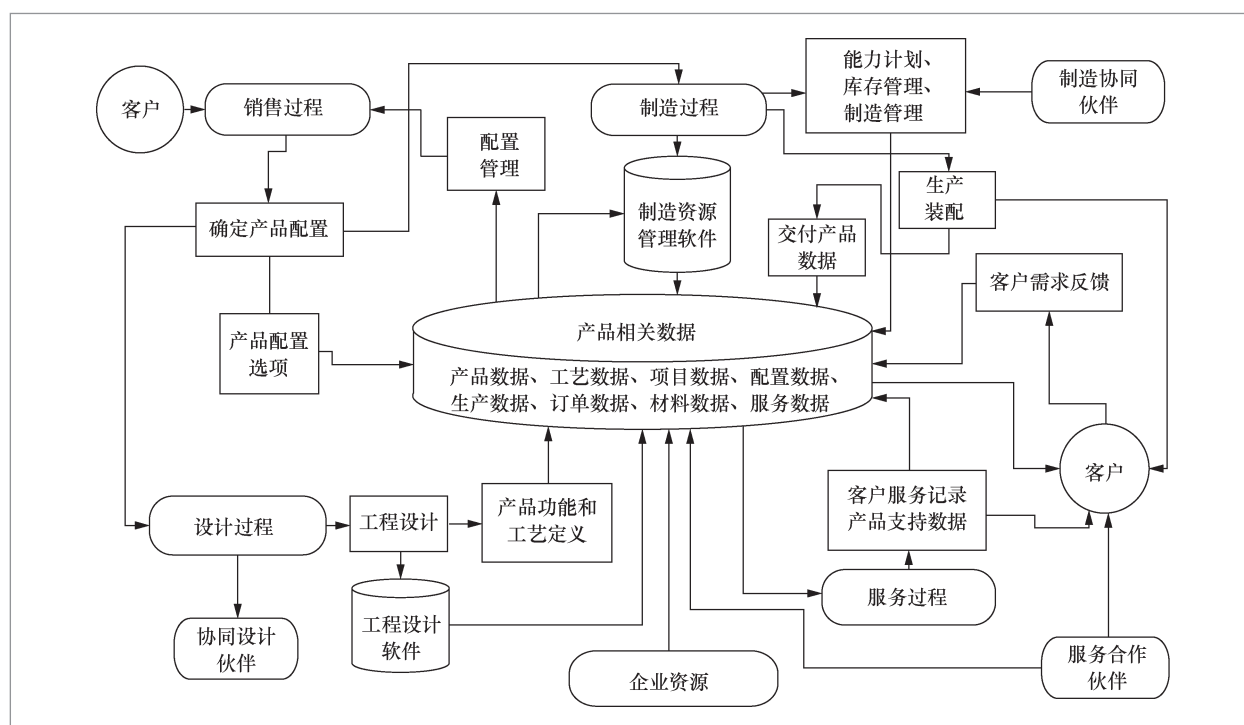 客户
销售过程
配置
管理
制造过程
能力计划、
库存管理、
制造管理
制造协同
伙伴
确定产品配置
制造资源
管理软件
交付产品
数据
生产
装配
客户需求反馈
产品配置
选项
产品相关数据
产品数据、工艺数据、项目数据、配置数据、
生产数据、订单数据、材料数据、服务数据
客户
设计过程
工程设计
产品功能和
工艺定义
客户服务记录
产品支持数据
服务过程
协同设计
伙伴
工程设计
软件
企业资源
服务合作
伙伴